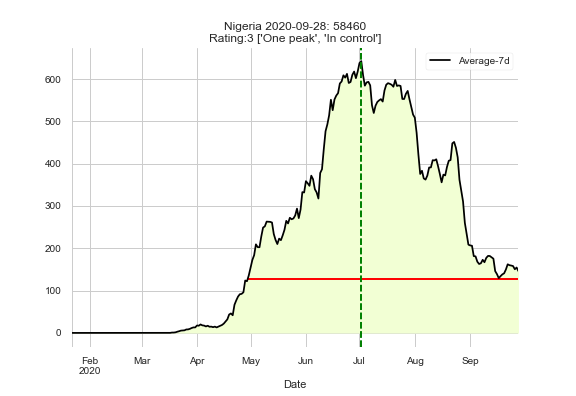 Nigeria 2020-09-28: 58460
Rating:3 ['One peak', 'In control']
Average-7d
600
500
400
300
200
100
0
Feb Mar Apr May Jun Jul Aug Sep
2020
Date